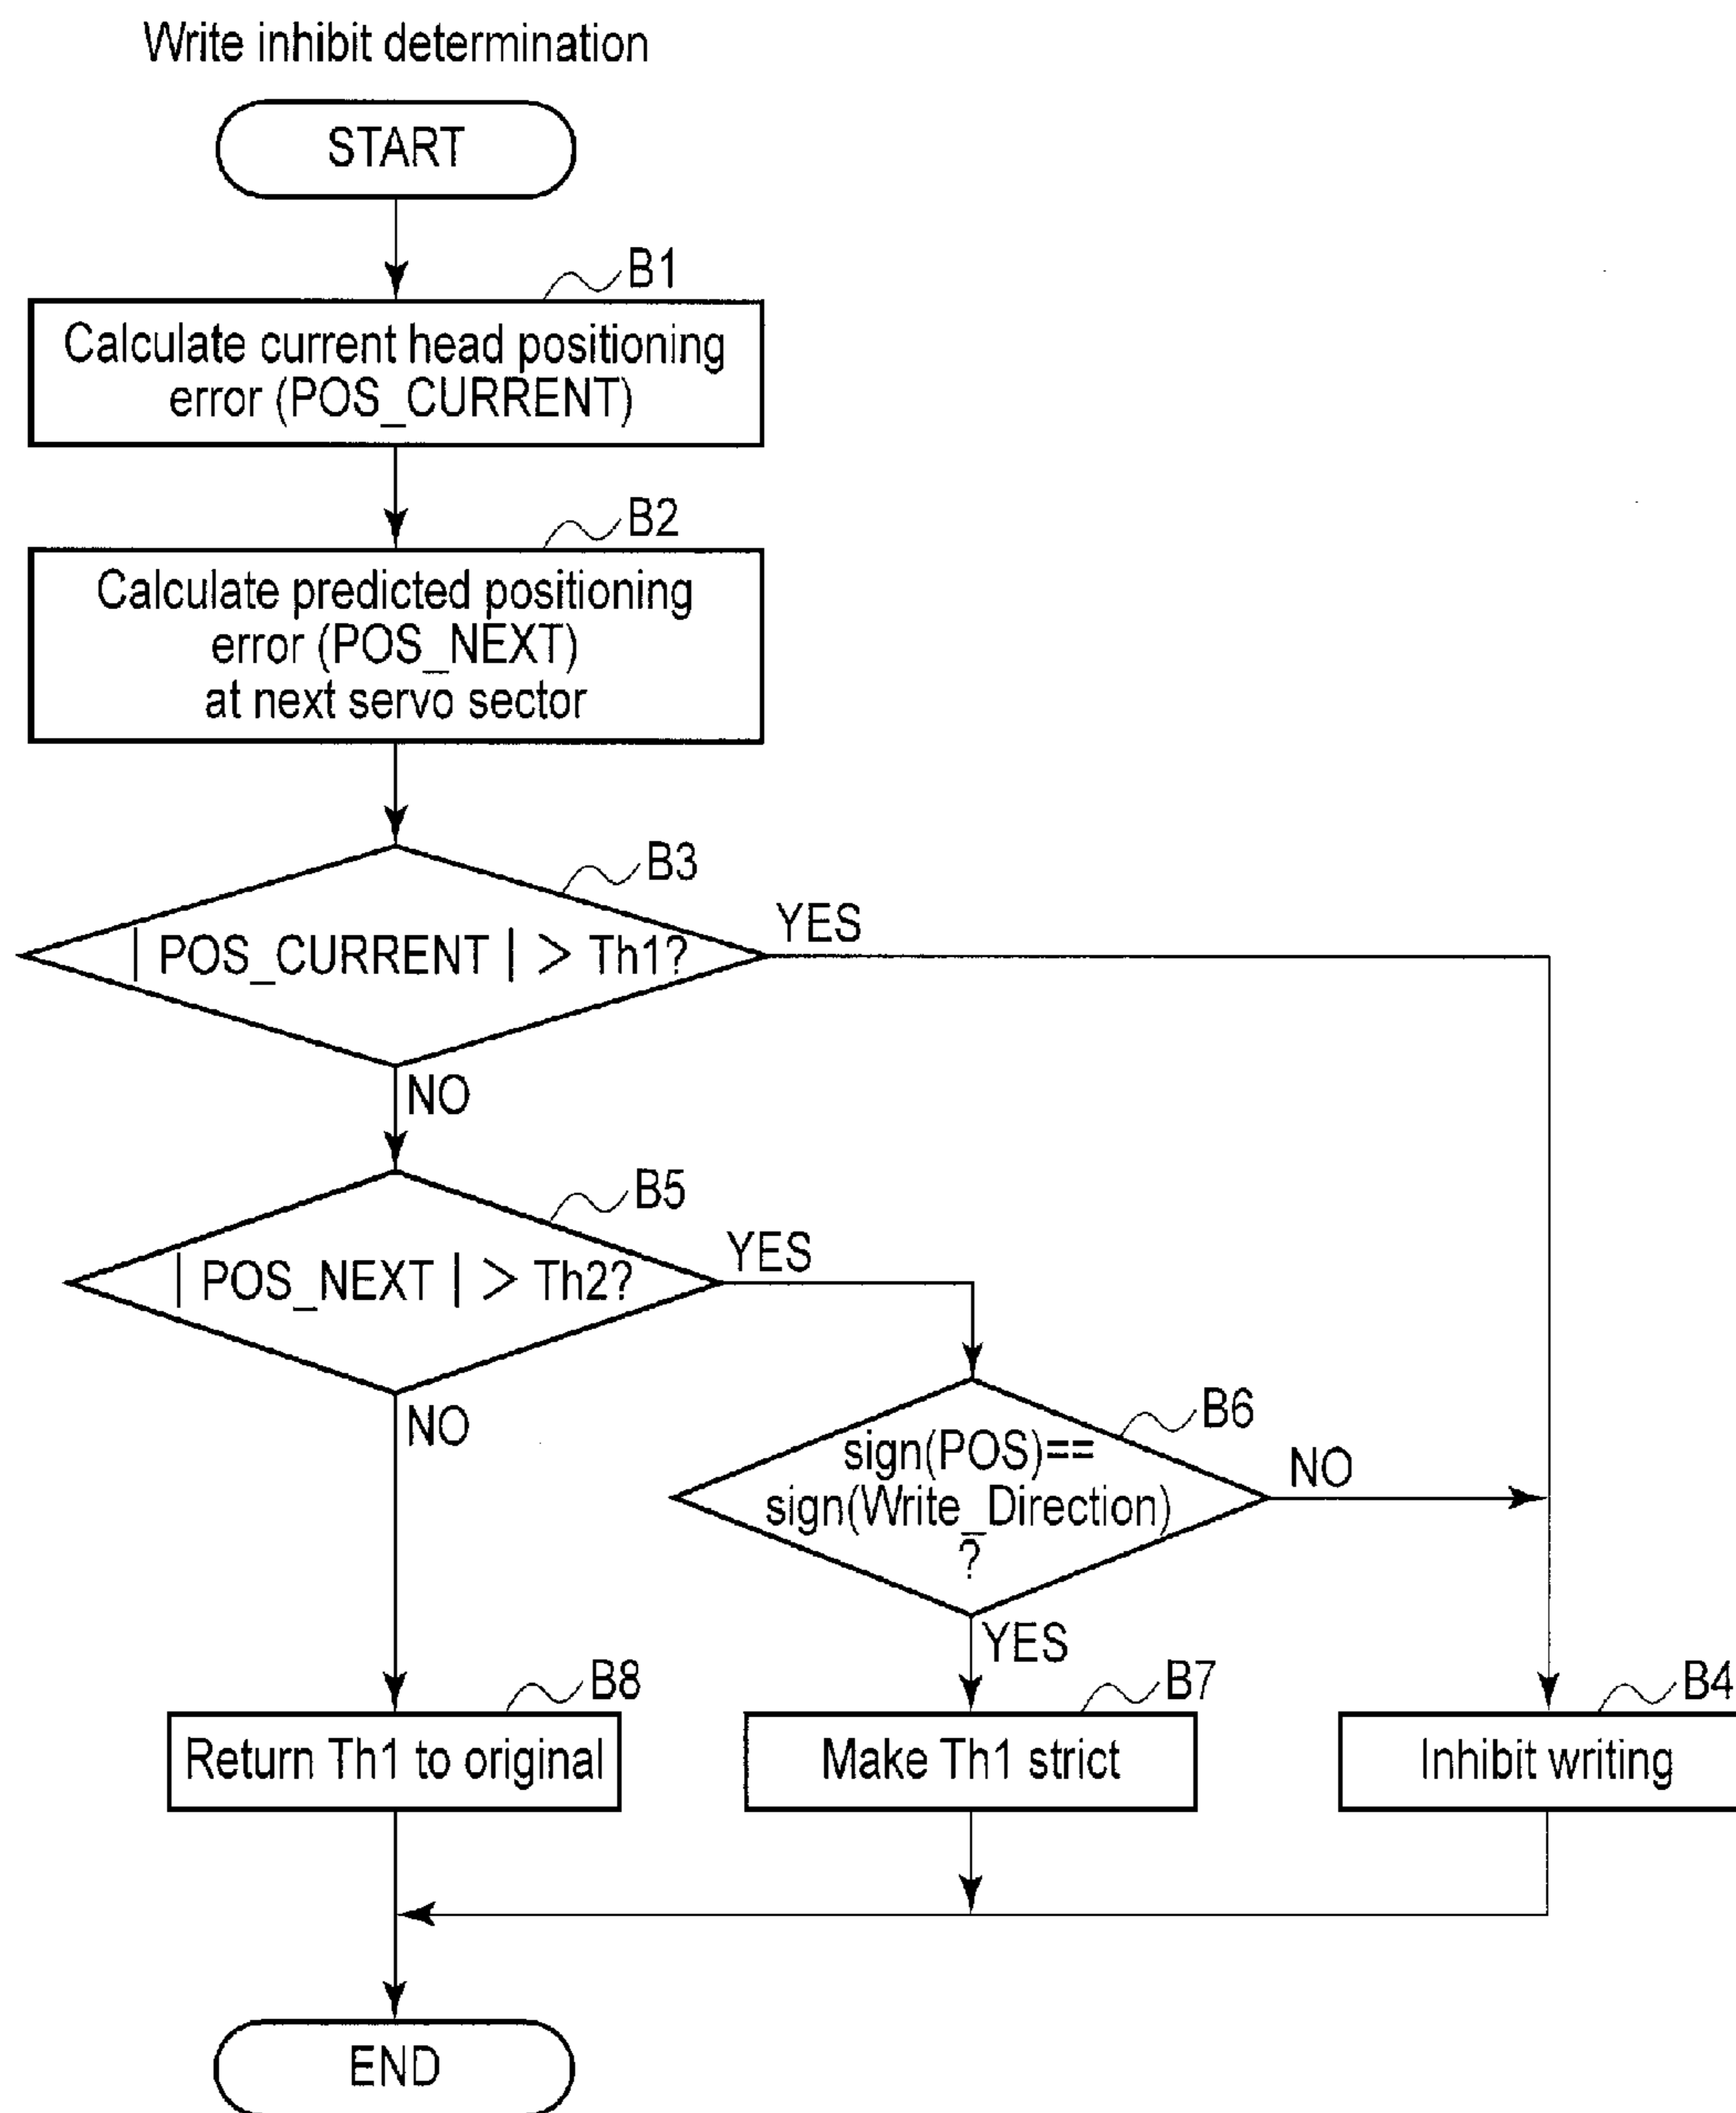 Write inhibit determination
START
B1
Calculate current head positioning
error (POS_CURRENT)
B2
Calculate predicted positioning
error (POS_NEXT)
at next servo sector
B3
| POS_CURRENT | > Th1?
YES
NO
B5
| POS_NEXT | > Th2?
YES
NO
B6
sign(POS)==
sign(Write_Direction)
?
NO
YES
B8
Return Th1 to original
B7
Make Th1 strict
B4
Inhibit writing
END